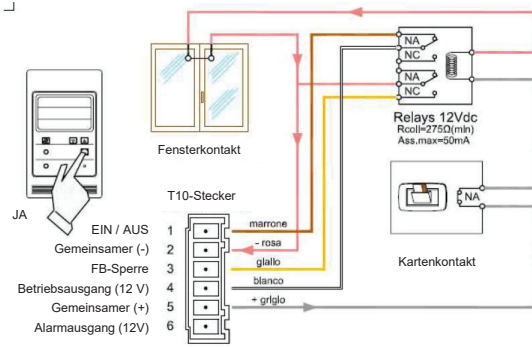 NA
NC
NA
NC
Relays 12Vdc
Rcoll=275Ω(min)
Ass.max=50mA
Fensterkontakt
T10-Stecker
JA
NA
Kartenkontakt
EIN / AUS 1 marrone
Gemeinsamer (-) 2 - rosa
FB-Sperre 3 giallo
Betriebsausgang (12 V) 4 blanco
Gemeinsamer (+) 5 + grigio
Alarmausgang (12V) 6